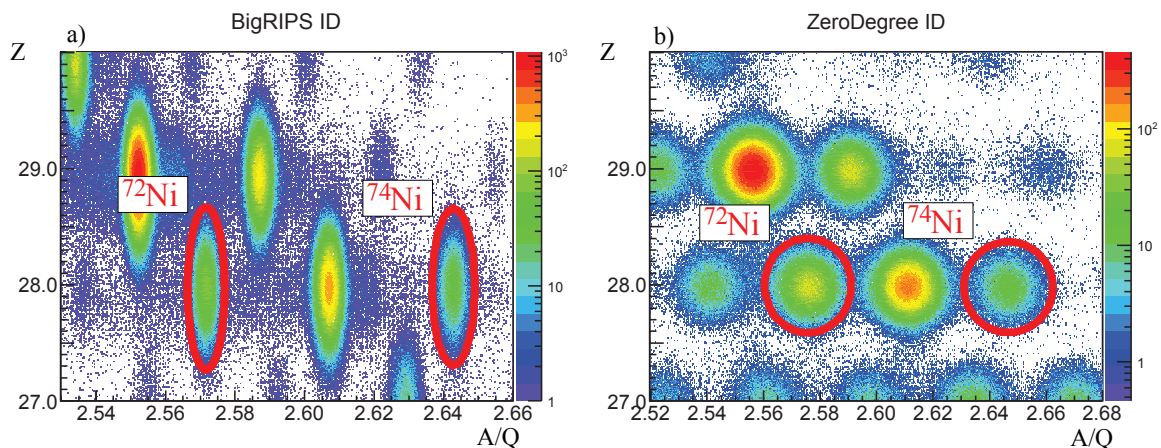 BigRIPS ID
a)
Z
29.0
28.0
27.0
⁷²Ni
⁷⁴Ni
10³
10²
10
1
2.54 2.56 2.58 2.60 2.62 2.64 2.66
A/Q
ZeroDegree ID
b)
Z
29.0
28.0
27.0
⁷²Ni
⁷⁴Ni
10²
10
1
2.52 2.54 2.56 2.58 2.60 2.62 2.64 2.66 2.68
A/Q